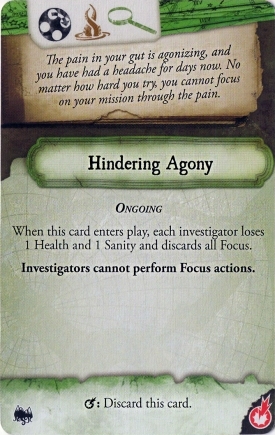 The pain in your gut is agonizing, and
you have had a headache for days now. No
matter how hard you try, you cannot focus
on your mission through the pain.
Hindering Agony
Ongoing
When this card enters play, each investigator loses
1 Health and 1 Sanity and discards all Focus.
Investigators cannot perform Focus actions.
: Discard this card.